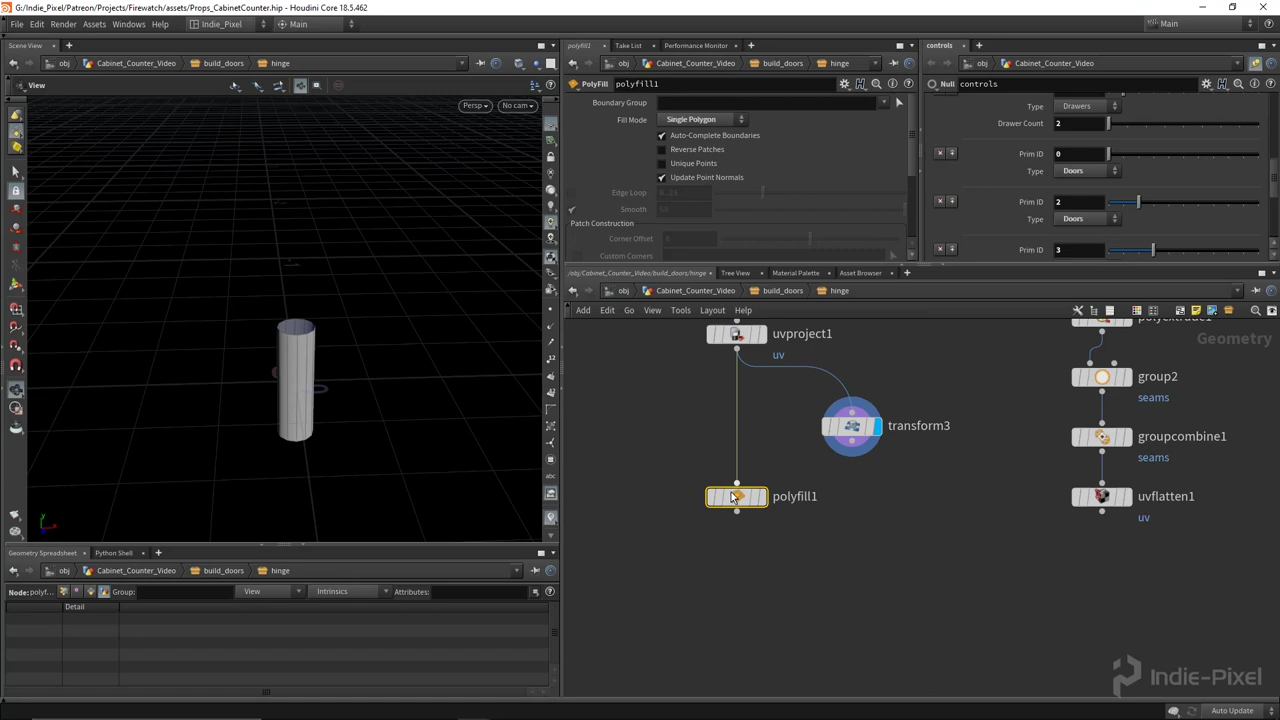 G:/Indie_Pixel/Patreon/Projects/Firewatch/assets/Props_CabinetCounter.hip - Houdini Core 18.5.462
File Edit Render Assets Windows Help Indie_Pixel Main Main
Scene View
obj Cabinet_Counter_Video build_doors hinge
View
Persp No cam
Geometry Spreadsheet Python Shell
obj Cabinet_Counter_Video build_doors hinge
Node: polyf... Group: View Intrinsics Attributes:
Detail
polyfill1 Take List Performance Monitor
obj Cabinet_Counter_Video build_doors hinge
PolyFill polyfill1
Boundary Group
Fill Mode Single Polygon
Auto-Complete Boundaries
Reverse Patches
Unique Points
Update Point Normals
Edge Loop
Smooth 50
Patch Construction
Corner Offset 0
Custom Corners
controls
obj Cabinet_Counter_Video
Null controls
Type Drawers
Drawer Count 2
Prim ID 0
Type Doors
Prim ID 2
Type Doors
Prim ID 3
/obj/Cabinet_Counter_Video/build_doors/hinge Tree View Material Palette Asset Browser
obj Cabinet_Counter_Video build_doors hinge
Add Edit Go View Tools Layout Help
Geometry
uvproject1
uv
transform3
polyfill1
polyextrude1
group2
seams
groupcombine1
seams
uvflatten1
uv
Indie-Pixel
Auto Update